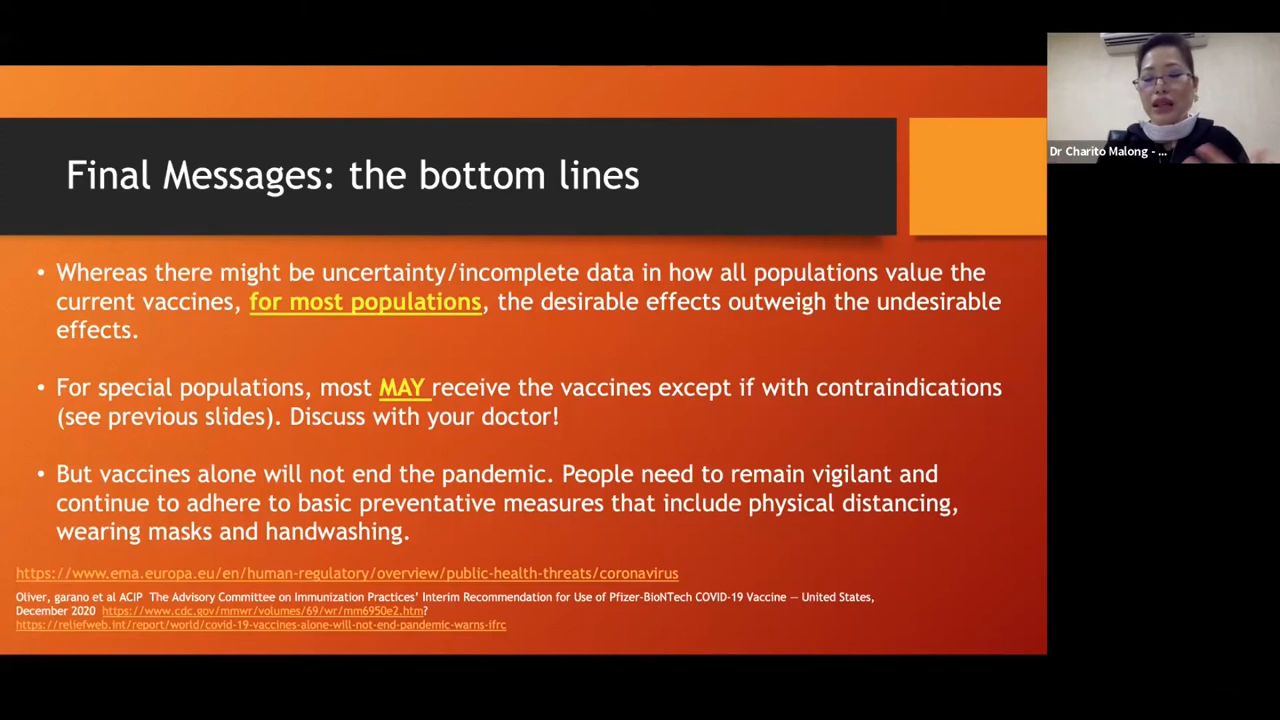 Final Messages: the bottom lines
• Whereas there might be uncertainty/incomplete data in how all populations value the
current vaccines, for most populations, the desirable effects outweigh the undesirable
effects.
• For special populations, most MAY receive the vaccines except if with contraindications
(see previous slides). Discuss with your doctor!
• But vaccines alone will not end the pandemic. People need to remain vigilant and
continue to adhere to basic preventative measures that include physical distancing,
wearing masks and handwashing.
https://www.ema.europa.eu/en/human-regulatory/overview/public-health-threats/coronavirus
Oliver, garano et al ACIP The Advisory Committee on Immunization Practices’ Interim Recommendation for Use of Pfizer-BioNTech COVID-19 Vaccine — United States,
December 2020 https://www.cdc.gov/mmwr/volumes/69/wr/mm6950e2.htm?
https://reliefweb.int/report/world/covid-19-vaccines-alone-will-not-end-pandemic-warns-ifrc
Dr Charito Malong - ...